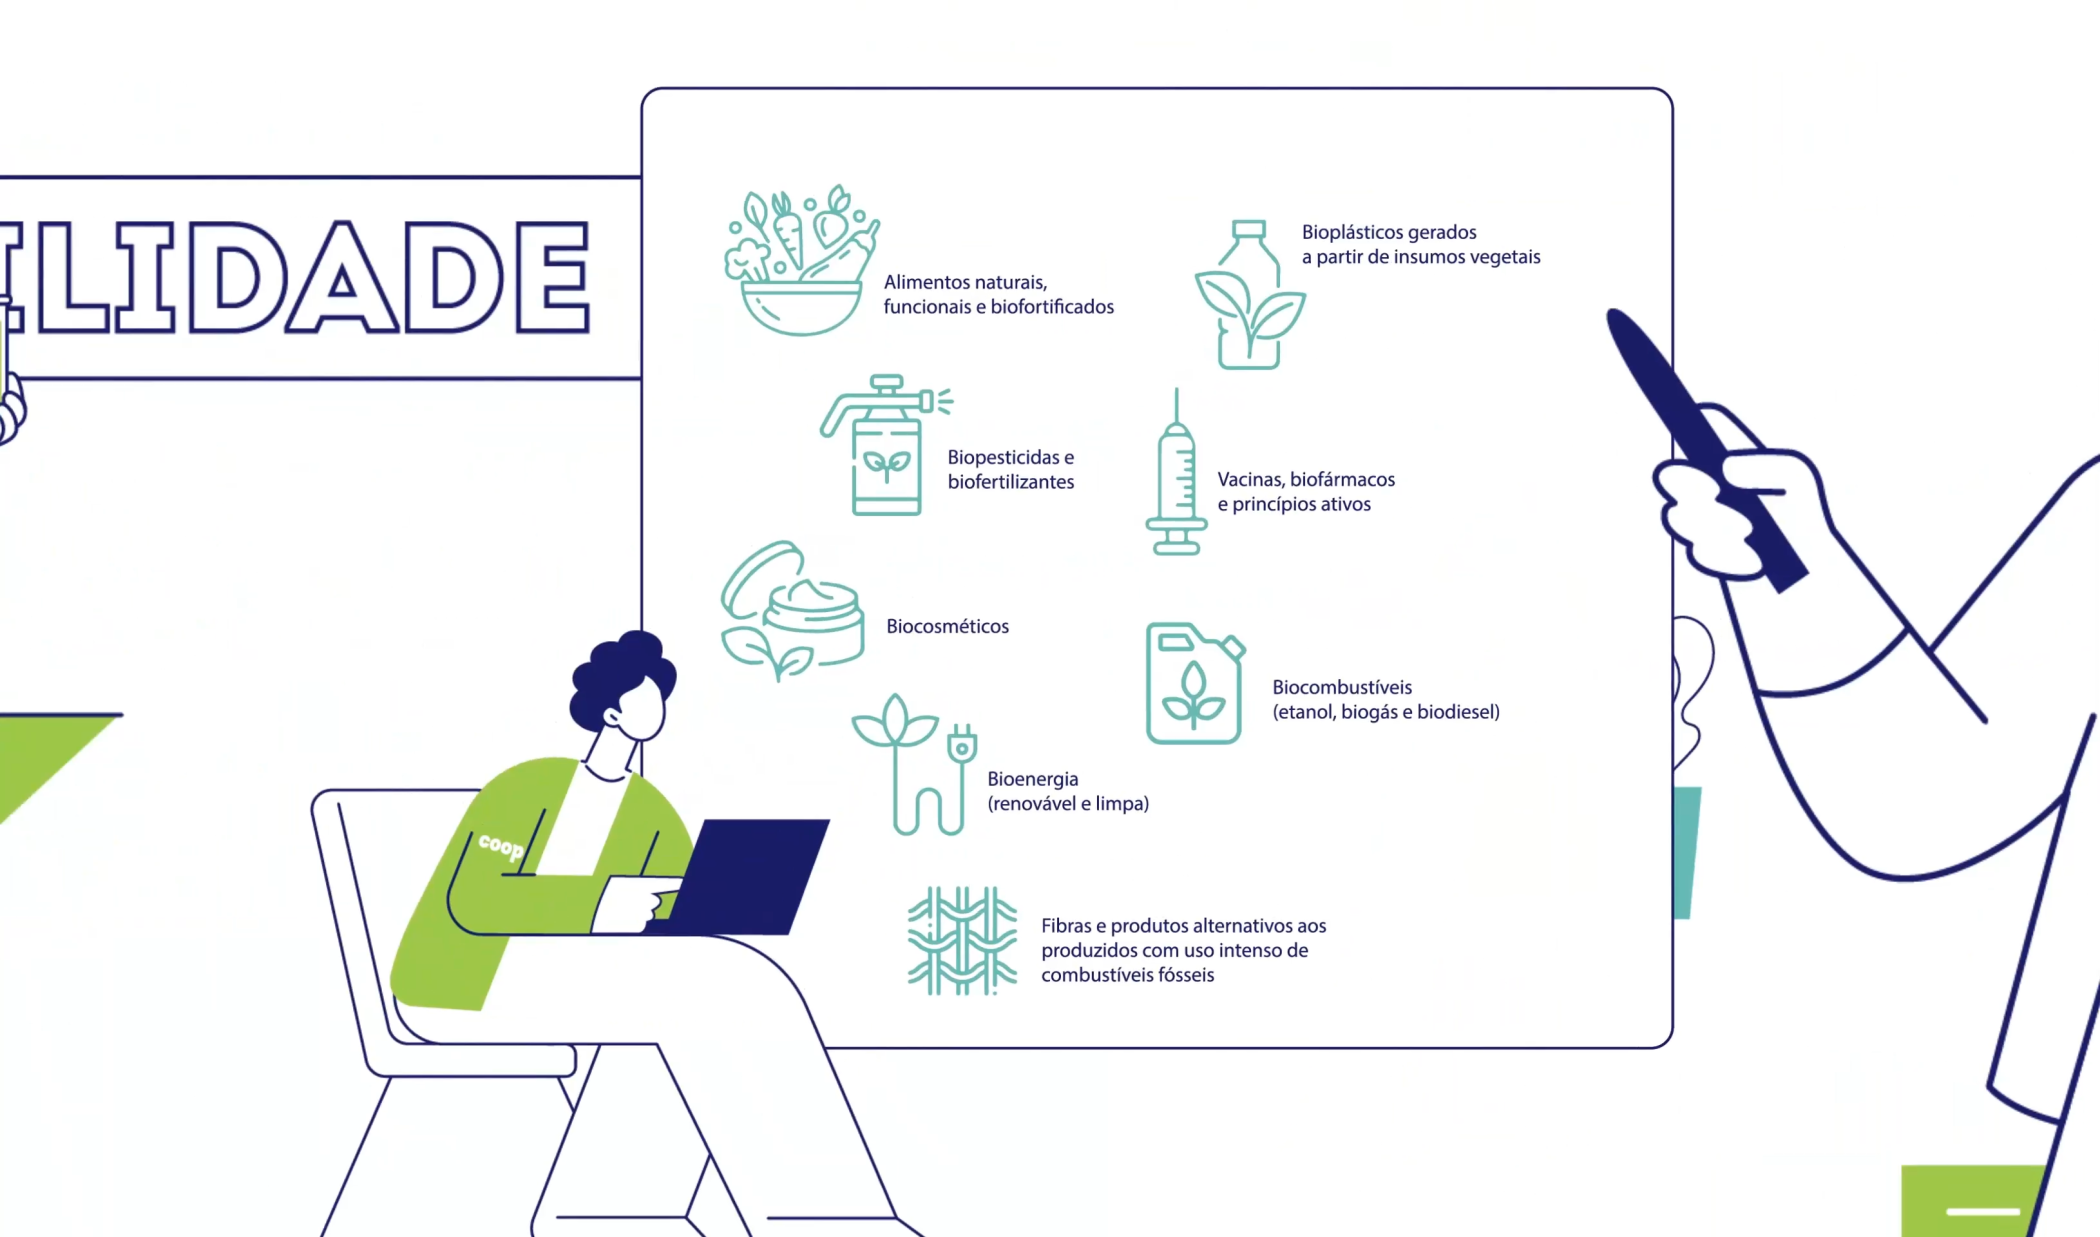 ILIDADE
Alimentos naturais,
funcionais e biofortificados
Bioplásticos gerados
a partir de insumos vegetais
Biopesticidas e
biofertilizantes
Vacinas, biofármacos
e princípios ativos
Biocosméticos
Biocombustíveis
(etanol, biogás e biodiesel)
Bioenergia
(renovável e limpa)
coop
Fibras e produtos alternativos aos
produzidos com uso intenso de
combustíveis fósseis